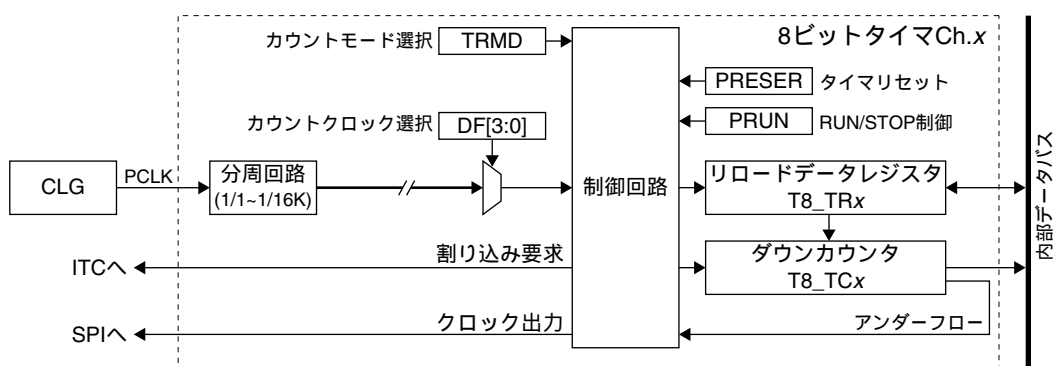 カウントモード選択 TRMD
8ビットタイマCh.x
PRESER タイマリセット
カウントクロック選択 DF[3:0]
PRUN RUN/STOP制御
CLG
PCLK
分周回路
(1/1~1/16K)
制御回路
リロードデータレジスタ
T8_TRx
内部データバス
ITCへ
割り込み要求
ダウンカウンタ
T8_TCx
SPIへ
クロック出力
アンダーフロー